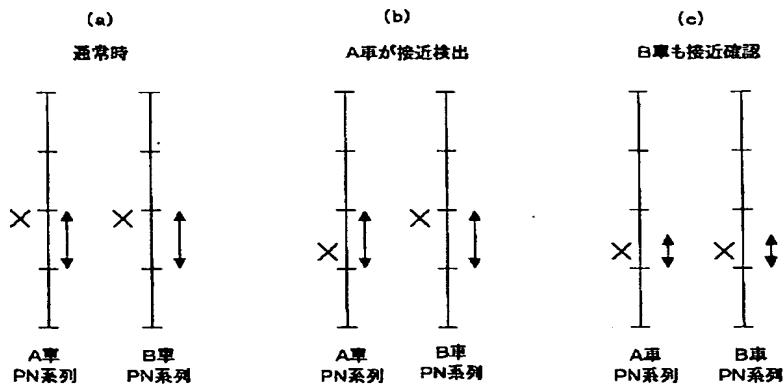 (a)
通常時
(b)
A車が接近検出
(c)
B車も接近確認
A車
PN系列
B車
PN系列
A車
PN系列
B車
PN系列
A車
PN系列
B車
PN系列